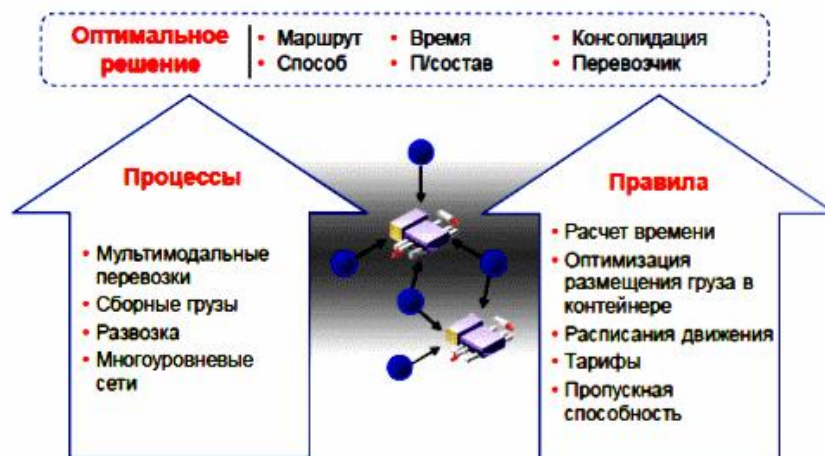 Оптимальное
решение
• Маршрут
• Способ
• Время
• П/состав
• Консолидация
• Перевозчик
Процессы
• Мультимодальные
перевозки
• Сборные грузы
• Развозка
• Многоуровневые
сети
Правила
• Расчет времени
• Оптимизация
размещения груза в
контейнере
• Расписания движения
• Тарифы
• Пропускная
способность